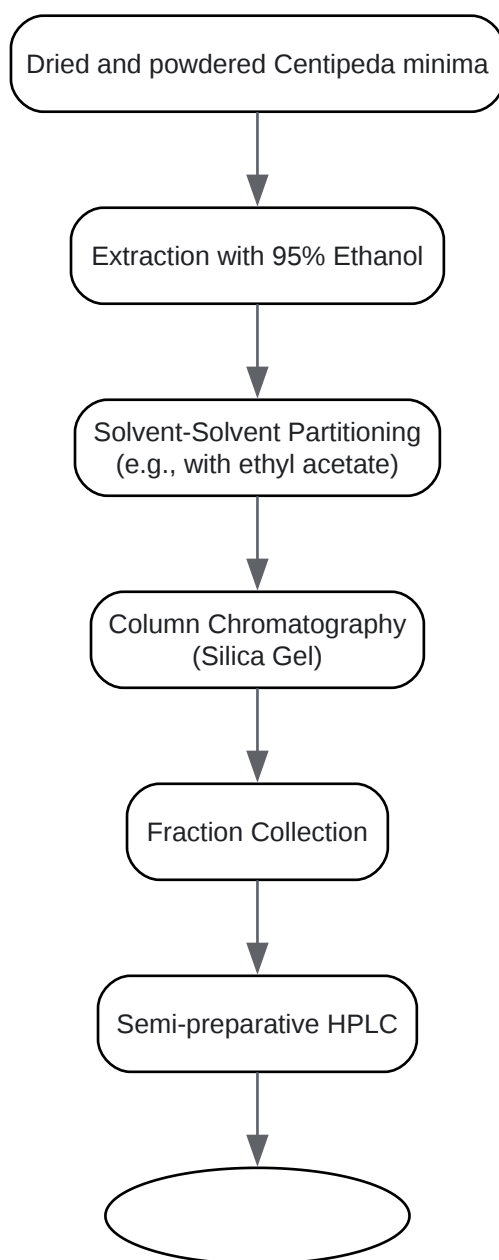 Dried and powdered Centipeda minima
Extraction with 95% Ethanol
Solvent-Solvent Partitioning
(e.g., with ethyl acetate)
Column Chromatography
(Silica Gel)
Fraction Collection
Semi-preparative HPLC